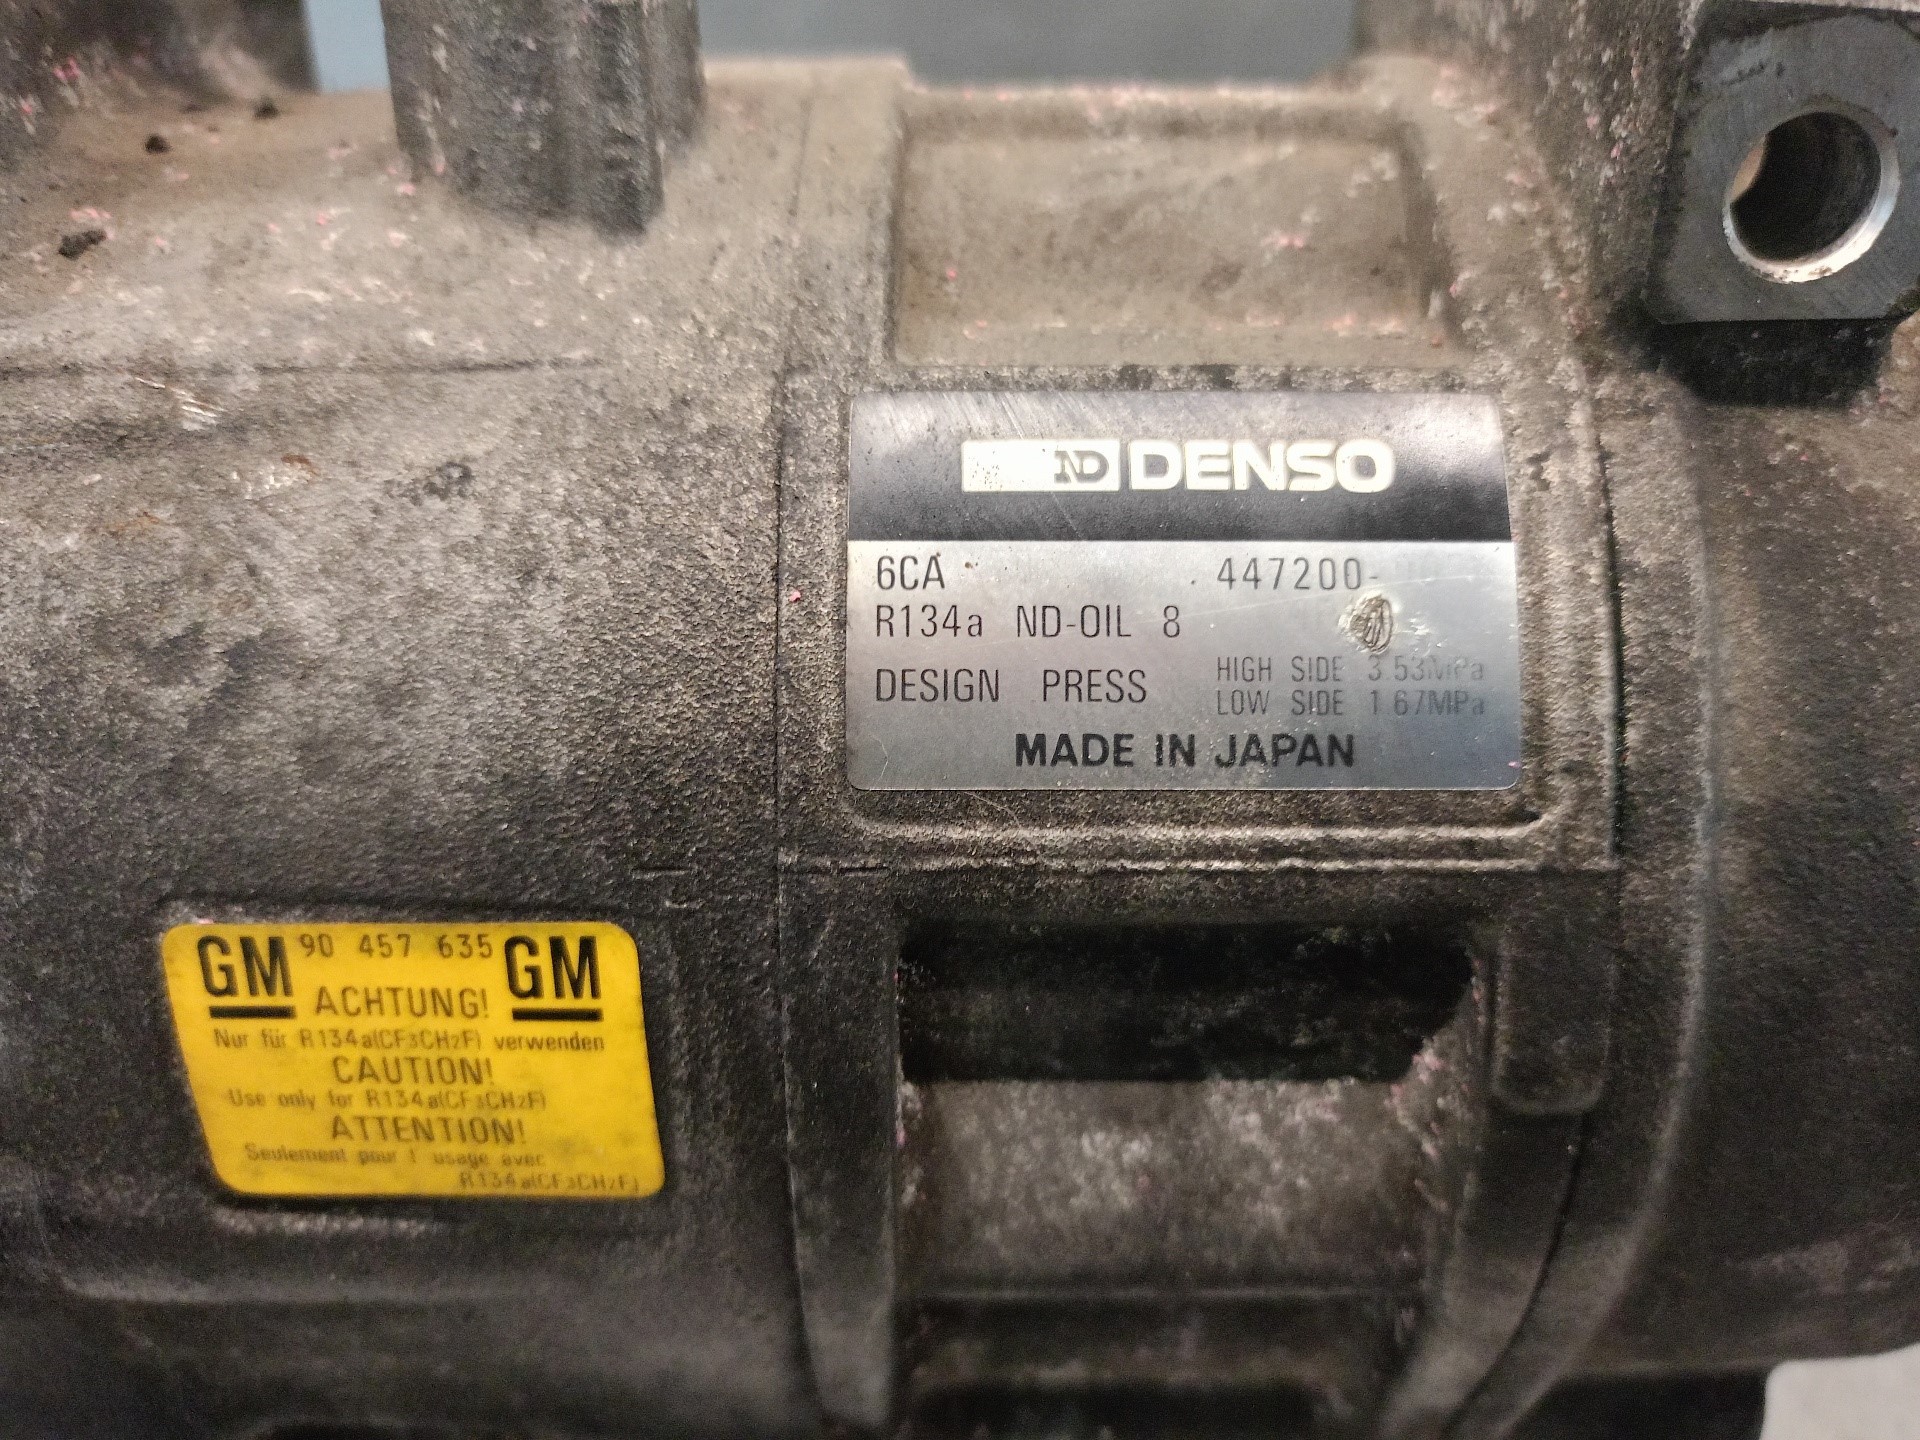 ND DENSO
6CA 447200-
R134a ND-OIL 8
DESIGN PRESS HIGH SIDE 3.53MPa
LOW SIDE 1.67MPa
MADE IN JAPAN
GM 90 457 635 GM
ACHTUNG!
Nur für R134a(CF3CH2F) verwenden
CAUTION!
Use only for R134a(CF3CH2F)
ATTENTION!
Seulement pour l usage avec
R134a(CF3CH2F)